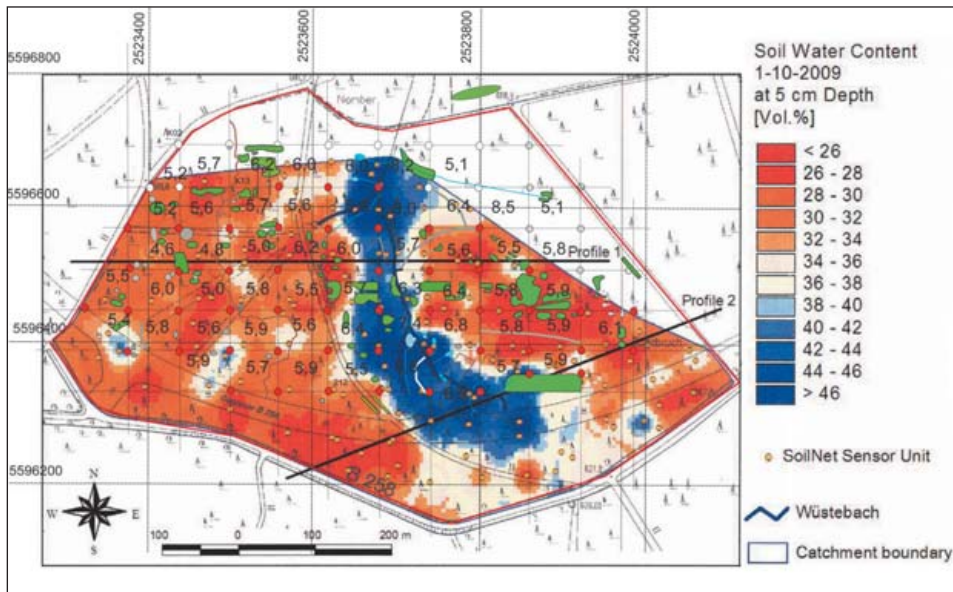 2523400
2523600
2523800
2524000
5596800
5596600
5596400
5596200
5,7 6,2 6,0 5,1
5,2
5,2 5,6 5,7 5,6 6,4 8,5 5,1
4,6 4,8 5,0 6,2 6,0 5,7 5,6 5,5 5,8
Profile 1
5,5
6,0 5,0 5,8 5,5 5,7 6,3 6,4 5,8 5,9
Profile 2
5,4
5,8 5,6 5,9 5,6 6,4 6,8 5,8 5,9 6,1
5,9 5,7 5,9 5,7 5,9
B 258
N
W E
S
100 0 100 200 m
Soil Water Content
1-10-2009
at 5 cm Depth
[Vol.%]
< 26
26 - 28
28 - 30
30 - 32
32 - 34
34 - 36
36 - 38
38 - 40
40 - 42
42 - 44
44 - 46
> 46
SoilNet Sensor Unit
Wüstebach
Catchment boundary